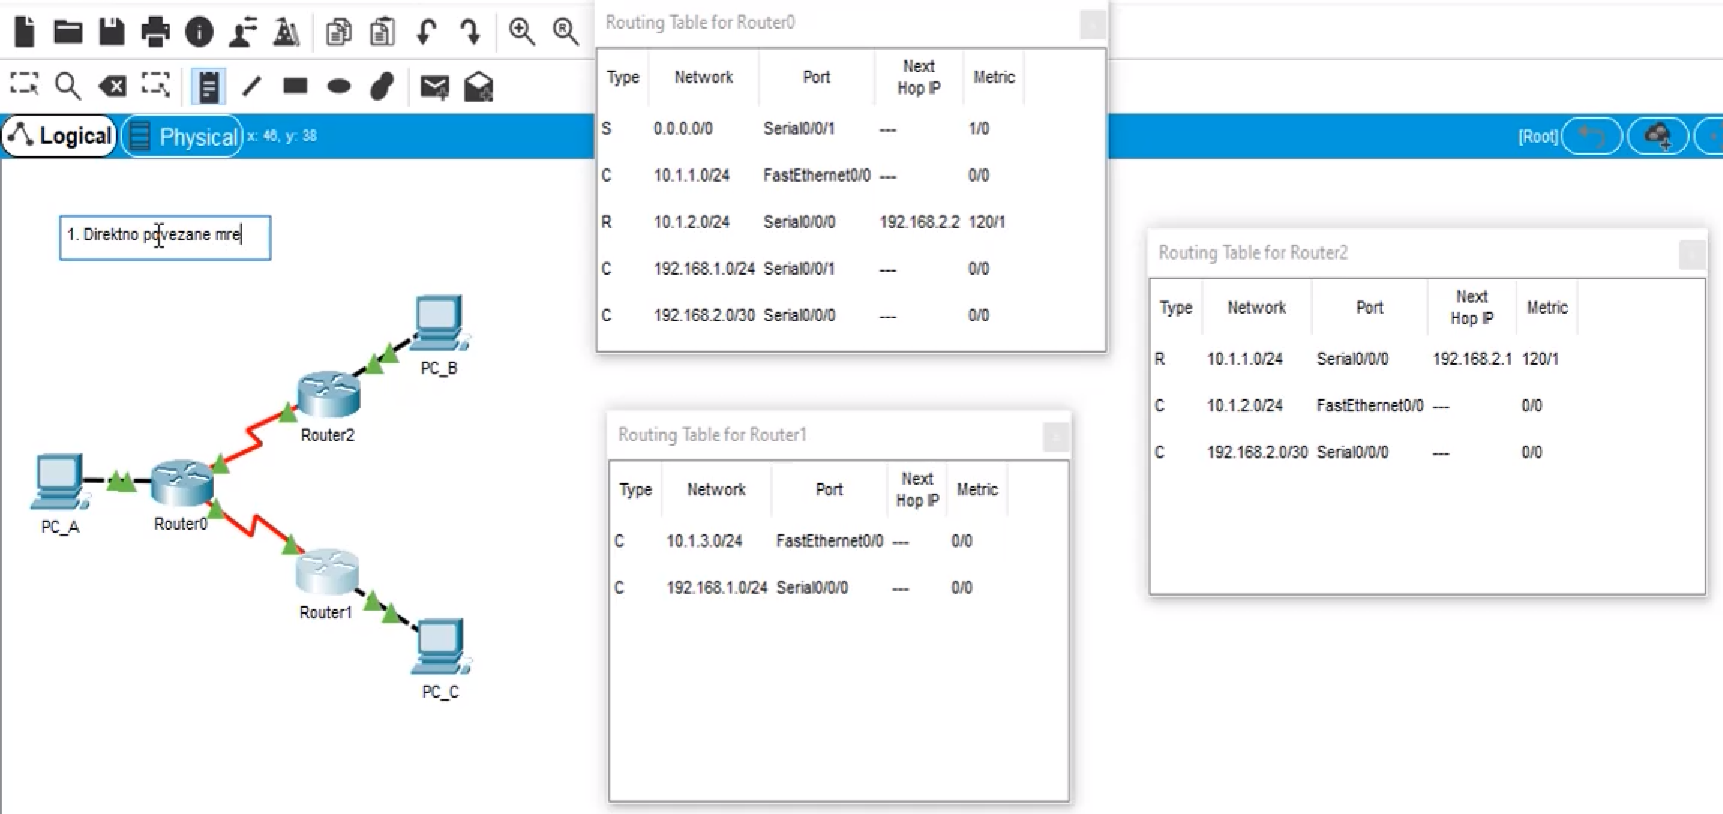 Logical
Physical x: 46, y: 38
[Root]
1. Direktno povezane mre
PC_B
Router2
PC_A
Router0
Router1
PC_C
Routing Table for Router0
Type Network Port Next Hop IP Metric
S 0.0.0.0/0 Serial0/0/1 --- 1/0
C 10.1.1.0/24 FastEthernet0/0 --- 0/0
R 10.1.2.0/24 Serial0/0/0 192.168.2.2 120/1
C 192.168.1.0/24 Serial0/0/1 --- 0/0
C 192.168.2.0/30 Serial0/0/0 --- 0/0
Routing Table for Router1
Type Network Port Next Hop IP Metric
C 10.1.3.0/24 FastEthernet0/0 --- 0/0
C 192.168.1.0/24 Serial0/0/0 --- 0/0
Routing Table for Router2
Type Network Port Next Hop IP Metric
R 10.1.1.0/24 Serial0/0/0 192.168.2.1 120/1
C 10.1.2.0/24 FastEthernet0/0 --- 0/0
C 192.168.2.0/30 Serial0/0/0 --- 0/0